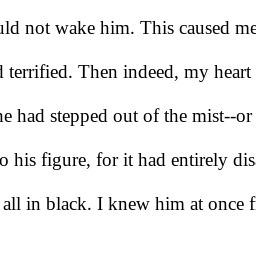 uld not wake him. This caused me
terrified. Then indeed, my heart
he had stepped out of the mist--or
his figure, for it had entirely dis
all in black. I knew him at once f